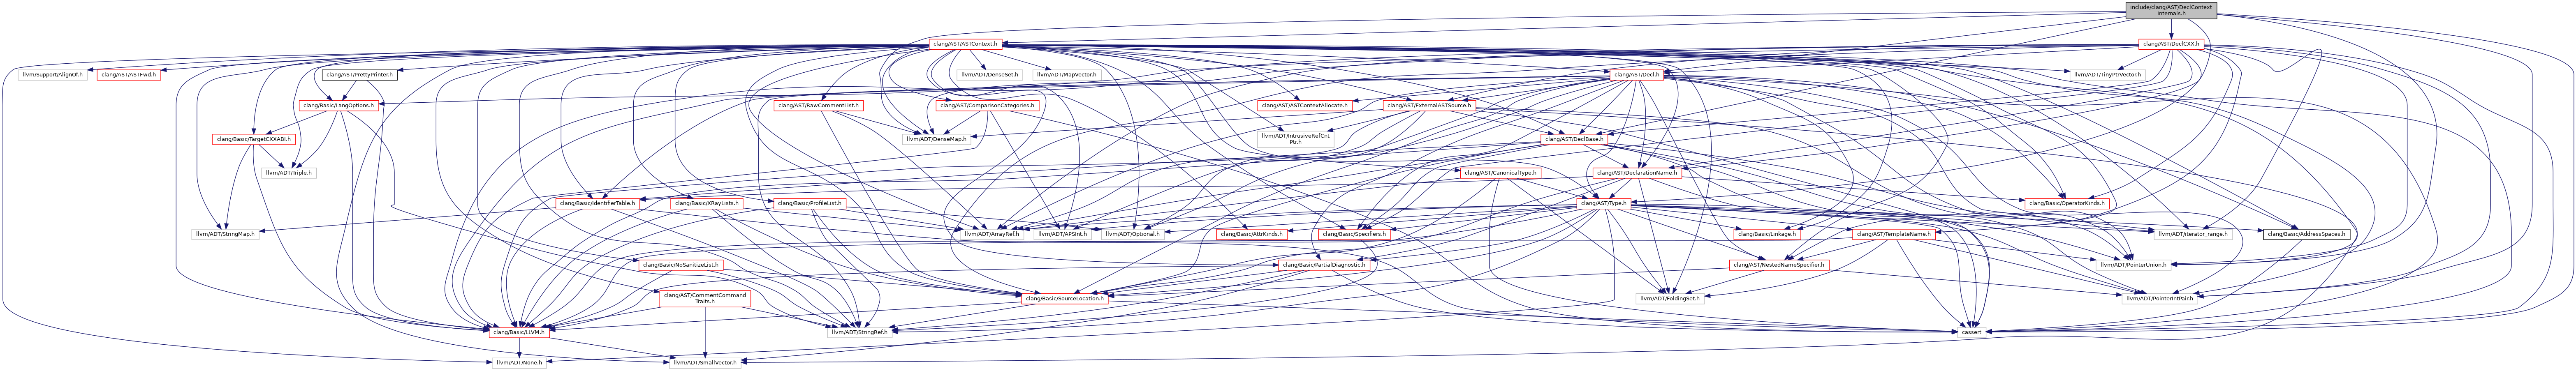 include/clang/AST/DeclContext
Internals.h
clang/AST/ASTContext.h
clang/AST/DeclCXX.h
llvm/Support/AlignOf.h
clang/AST/ASTFwd.h
clang/AST/PrettyPrinter.h
llvm/ADT/DenseSet.h
llvm/ADT/MapVector.h
clang/AST/Decl.h
llvm/ADT/TinyPtrVector.h
clang/Basic/LangOptions.h
clang/AST/RawCommentList.h
clang/AST/ComparisonCategories.h
clang/AST/ASTContextAllocate.h
clang/AST/ExternalASTSource.h
clang/Basic/TargetCXXABI.h
llvm/ADT/DenseMap.h
llvm/ADT/IntrusiveRefCnt
Ptr.h
clang/AST/DeclBase.h
llvm/ADT/Triple.h
clang/AST/CanonicalType.h
clang/AST/DeclarationName.h
clang/Basic/IdentifierTable.h
clang/Basic/XRayLists.h
clang/Basic/ProfileList.h
clang/AST/Type.h
clang/Basic/OperatorKinds.h
llvm/ADT/StringMap.h
llvm/ADT/ArrayRef.h
llvm/ADT/APSInt.h
llvm/ADT/Optional.h
clang/Basic/AttrKinds.h
clang/Basic/Specifiers.h
clang/Basic/Linkage.h
clang/AST/TemplateName.h
llvm/ADT/iterator_range.h
clang/Basic/AddressSpaces.h
clang/Basic/NoSanitizeList.h
clang/Basic/PartialDiagnostic.h
clang/AST/NestedNameSpecifier.h
llvm/ADT/PointerUnion.h
clang/AST/CommentCommand
Traits.h
clang/Basic/SourceLocation.h
llvm/ADT/FoldingSet.h
llvm/ADT/PointerIntPair.h
clang/Basic/LLVM.h
llvm/ADT/StringRef.h
cassert
llvm/ADT/None.h
llvm/ADT/SmallVector.h